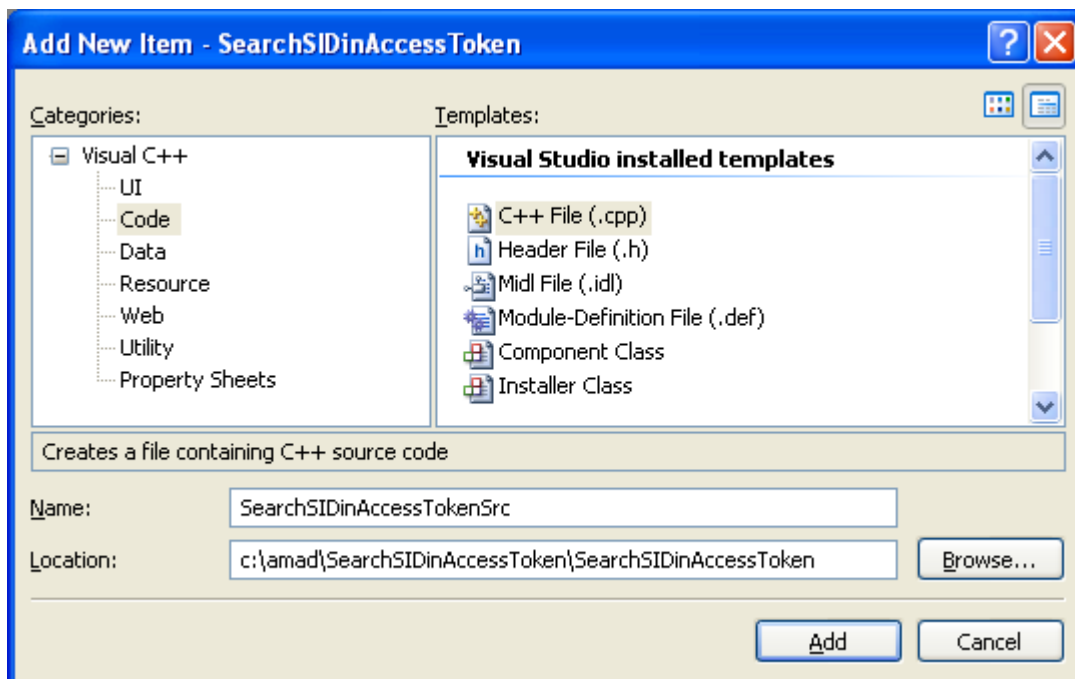 Add New Item - SearchSIDinAccessToken
Categories:
Templates:
Visual C++
UI
Code
Data
Resource
Web
Utility
Property Sheets
Visual Studio installed templates
C++ File (.cpp)
Header File (.h)
Midl File (.idl)
Module-Definition File (.def)
Component Class
Installer Class
Creates a file containing C++ source code
Name: SearchSIDinAccessTokenSrc
Location: c:\amad\SearchSIDinAccessToken\SearchSIDinAccessToken Browse...
Add Cancel